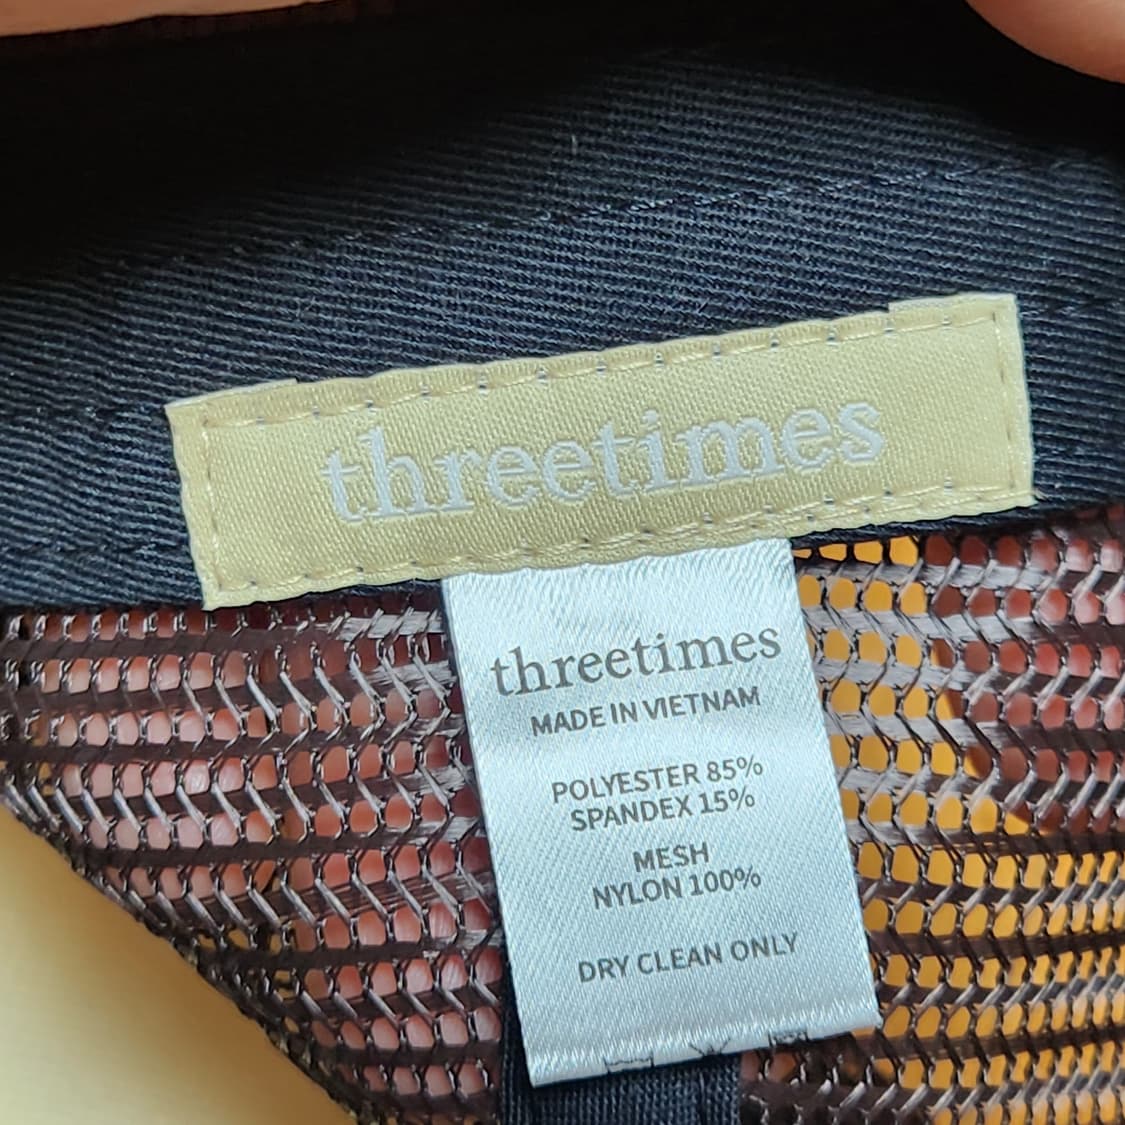 threetimes
threetimes
MADE IN VIETNAM
POLYESTER 85%
SPANDEX 15%
MESH
NYLON 100%
DRY CLEAN ONLY